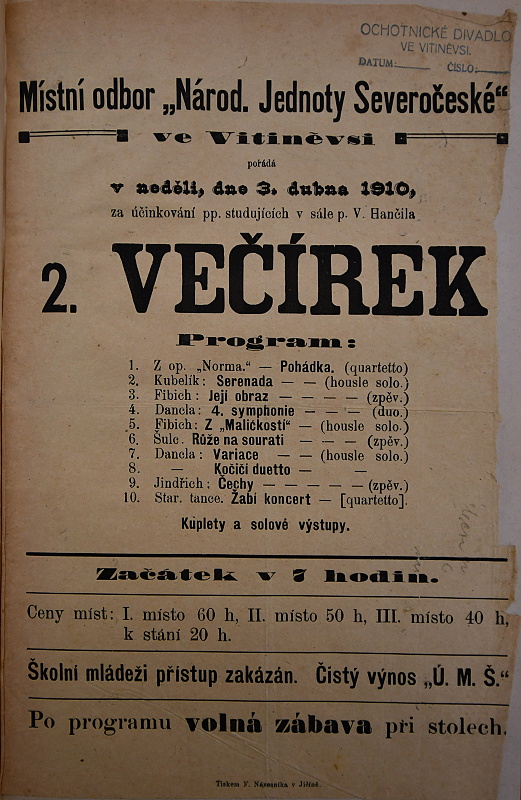 OCHOTNICKÉ DIVADLO
VE VITINĚVSI.
DATUM: ČÍSLO:
Místní odbor „Národ. Jednoty Severočeské“
ve Vitiněvsi
pořádá
v neděli, dne 3. dubna 1910,
za účinkování pp. studujících v sále p. V. Hančila
2. VEČÍREK
Program:
1. Z op. „Norma.“ — Pohádka. (quartetto)
2. Kubelík: Serenada — — (housle solo.)
3. Fibich: Její obraz — — — — (zpěv.)
4. Dancla: 4. symphonie — — — (duo.)
5. Fibich: Z „Maličkostí“ — (housle solo.)
6. Šulc. Růže na sourati — — — (zpěv.)
7. Dancla: Variace — — (housle solo.)
8. — Kočičí duetto — —
9. Jindřich: Čechy — — — — — (zpěv.)
10. Star. tance. Žabí koncert — [quartetto].
Kuplety a solové výstupy.
Začátek v 7 hodin.
Ceny míst: I. místo 60 h, II. místo 50 h, III. místo 40 h,
k stání 20 h.
Školní mládeži přístup zakázán. Čistý výnos „Ú. M. Š.“
Po programu volná zábava při stolech.
Tiskem F. Návesníka v Jičíně.